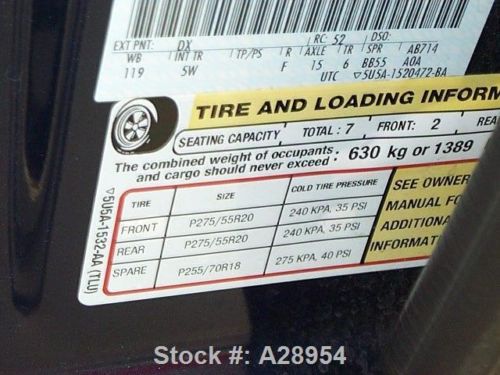 RC: 52 DSO:
EXT PNT: DX
WB INT TR TP/PS R AXLE TR SPR AB714
119 5W F 15 6 BB55 A0A
UTC ▽5U5A-1520472-BA
TIRE AND LOADING INFORM
SEATING CAPACITY TOTAL: 7 FRONT: 2 REA
The combined weight of occupants
and cargo should never exceed: 630 kg or 1389
TIRE SIZE COLD TIRE PRESSURE
FRONT P275/55R20 240 KPA, 35 PSI
REAR P275/55R20 240 KPA, 35 PSI
SPARE P255/70R18 275 KPA, 40 PSI
SEE OWNER
MANUAL FO
ADDITIONAL
INFORMATI
▽5U5A-1532-AA (TLU)
Stock #: A28954